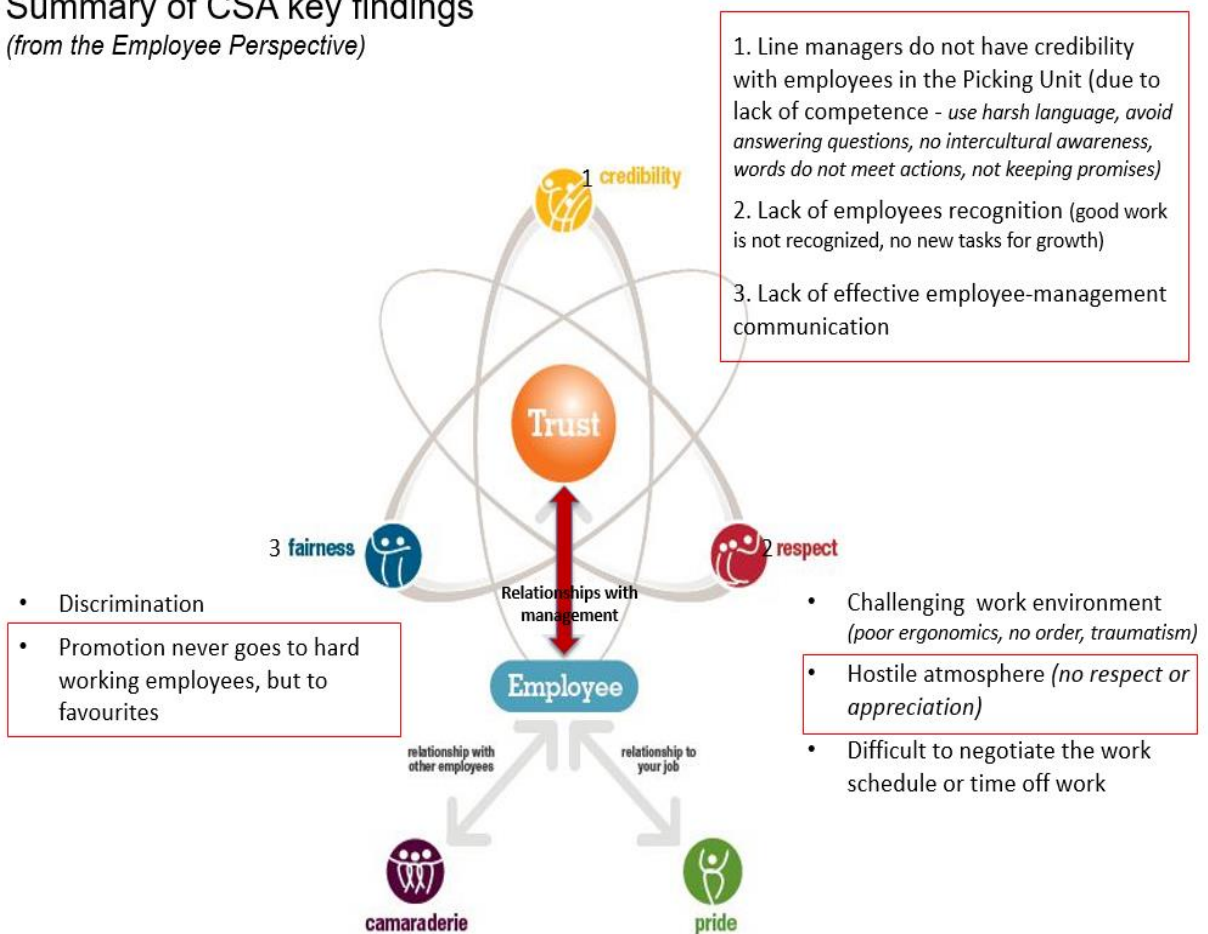 Summary of CSA key findings
(from the Employee Perspective)
1. Line managers do not have credibility
with employees in the Picking Unit (due to
lack of competence - use harsh language, avoid
answering questions, no intercultural awareness,
words do not meet actions, not keeping promises)
2. Lack of employees recognition (good work
is not recognized, no new tasks for growth)
3. Lack of effective employee-management
communication
1 credibility
Trust
3 fairness
2 respect
Relationships with
management
• Discrimination
• Promotion never goes to hard
working employees, but to
favourites
• Challenging work environment
(poor ergonomics, no order, traumatism)
• Hostile atmosphere (no respect or
appreciation)
• Difficult to negotiate the work
schedule or time off work
Employee
relationship with
other employees
relationship to
your job
camaraderie
pride